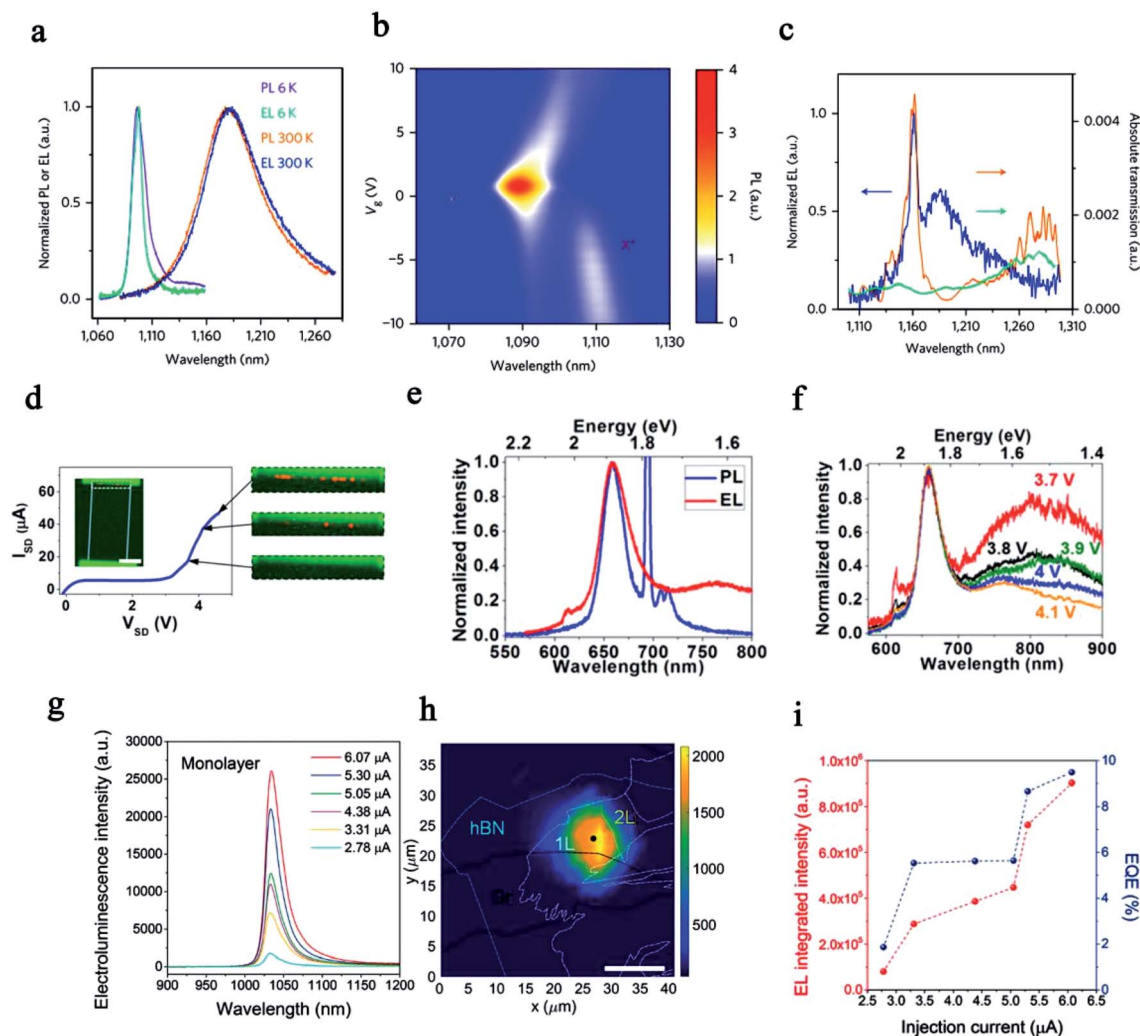 a
PL 6 K
EL 6 K
PL 300 K
EL 300 K
Normalized PL or EL (a.u.)
1.0
0.5
0.0
1,060
1,110
1,160
1,210
1,260
Wavelength (nm)
b
Vg (V)
10
5
0
-5
-10
X+
1,070
1,090
1,110
1,130
Wavelength (nm)
4
3
2
1
0
PL (a.u.)
c
Normalized EL (a.u.)
1.0
0.5
0.0
0.004
0.002
0.000
Absolute transmission (a.u.)
1,110
1,160
1,210
1,260
1,310
Wavelength (nm)
d
ISD (µA)
60
40
20
0
0
2
4
VSD (V)
e
Energy (eV)
2.2
2
1.8
1.6
Normalized intensity
1.0
0.8
0.6
0.4
0.2
0.0
PL
EL
550
600
650
700
750
800
Wavelength (nm)
f
Energy (eV)
2
1.8
1.6
1.4
Normalized intensity
1.0
0.8
0.6
0.4
0.2
0.0
3.7 V
3.8 V
3.9 V
4 V
4.1 V
600
700
800
900
Wavelength (nm)
g
Electroluminescence intensity (a.u.)
30000
25000
20000
15000
10000
5000
0
Monolayer
6.07 µA
5.30 µA
5.05 µA
4.38 µA
3.31 µA
2.78 µA
900
950
1000
1050
1100
1150
1200
Wavelength (nm)
h
y (µm)
35
30
25
20
15
10
5
0
hBN
1L
2L
Gr
0
5
10
15
20
25
30
35
40
x (µm)
2000
1500
1000
500
i
EL integrated intensity (a.u.)
1.0x10⁶
8.0x10⁵
6.0x10⁵
4.0x10⁵
2.0x10⁵
0.0
10
8
6
4
2
0
EQE (%)
2.5
3.0
3.5
4.0
4.5
5.0
5.5
6.0
6.5
Injection current (µA)